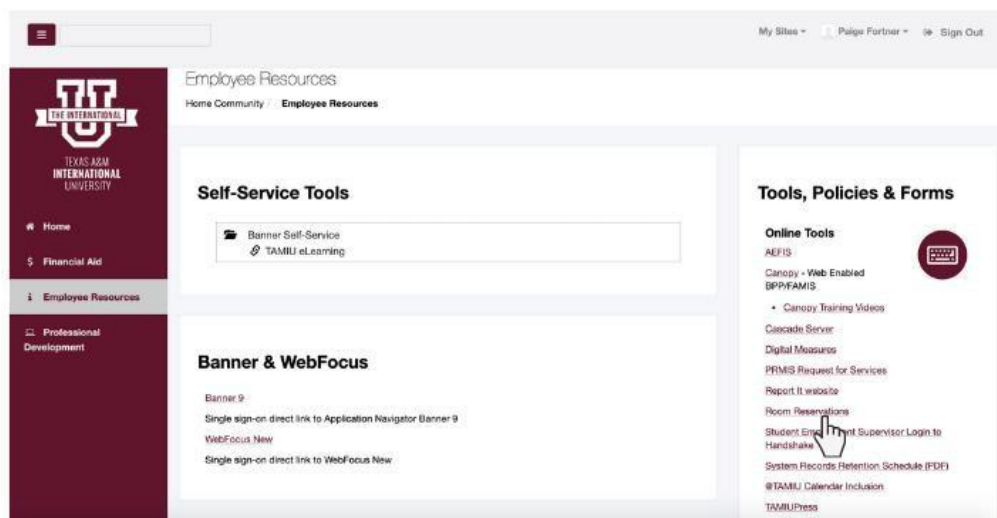 My Sites
Paige Fortner
Sign Out
THE INTERNATIONAL
U
TEXAS A&M
INTERNATIONAL
UNIVERSITY
Home
$ Financial Aid
i Employee Resources
Professional
Development
Employee Resources
Home Community / Employee Resources
Self-Service Tools
Banner Self-Service
TAMIU eLearning
Banner & WebFocus
Banner 9
Single sign-on direct link to Application Navigator Banner 9
WebFocus New
Single sign-on direct link to WebFocus New
Tools, Policies & Forms
Online Tools
AEFIS
Canopy - Web Enabled
BPP/FAMIS
• Canopy Training Videos
Cascade Server
Digital Measures
PRMIS Request for Services
Report It website
Room Reservations
Student Supervisor Login to
Handshake
System Records Retention Schedule (PDF)
@TAMIU Calendar Inclusion
TAMIUPress